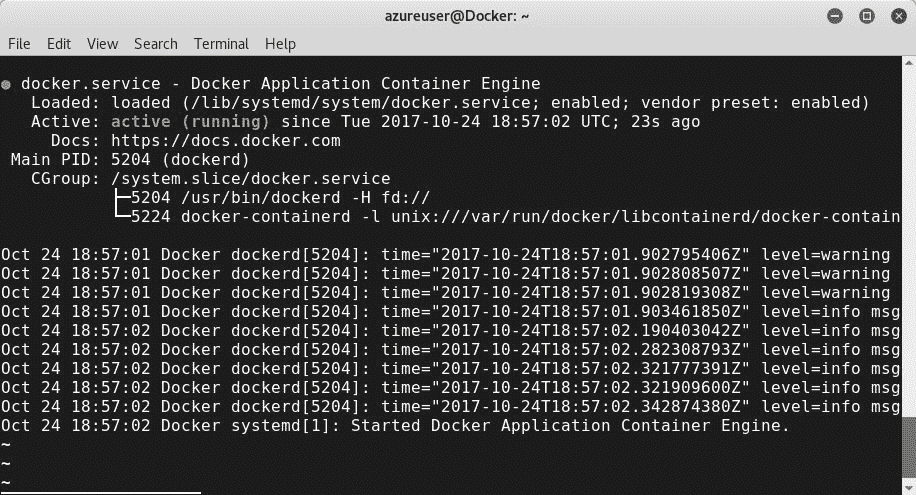 azureuser@Docker: ~
File Edit View Search Terminal Help
● docker.service - Docker Application Container Engine
Loaded: loaded (/lib/systemd/system/docker.service; enabled; vendor preset: enabled)
Active: active (running) since Tue 2017-10-24 18:57:02 UTC; 23s ago
Docs: https://docs.docker.com
Main PID: 5204 (dockerd)
CGroup: /system.slice/docker.service
├─5204 /usr/bin/dockerd -H fd://
└─5224 docker-containerd -l unix:///var/run/docker/libcontainerd/docker-contain
Oct 24 18:57:01 Docker dockerd[5204]: time="2017-10-24T18:57:01.902795406Z" level=warning
Oct 24 18:57:01 Docker dockerd[5204]: time="2017-10-24T18:57:01.902808507Z" level=warning
Oct 24 18:57:01 Docker dockerd[5204]: time="2017-10-24T18:57:01.902819308Z" level=warning
Oct 24 18:57:01 Docker dockerd[5204]: time="2017-10-24T18:57:01.903461850Z" level=info msg
Oct 24 18:57:02 Docker dockerd[5204]: time="2017-10-24T18:57:02.190403042Z" level=info msg
Oct 24 18:57:02 Docker dockerd[5204]: time="2017-10-24T18:57:02.282308793Z" level=info msg
Oct 24 18:57:02 Docker dockerd[5204]: time="2017-10-24T18:57:02.321777391Z" level=info msg
Oct 24 18:57:02 Docker dockerd[5204]: time="2017-10-24T18:57:02.321909600Z" level=info msg
Oct 24 18:57:02 Docker dockerd[5204]: time="2017-10-24T18:57:02.342874380Z" level=info msg
Oct 24 18:57:02 Docker systemd[1]: Started Docker Application Container Engine.
~
~
~